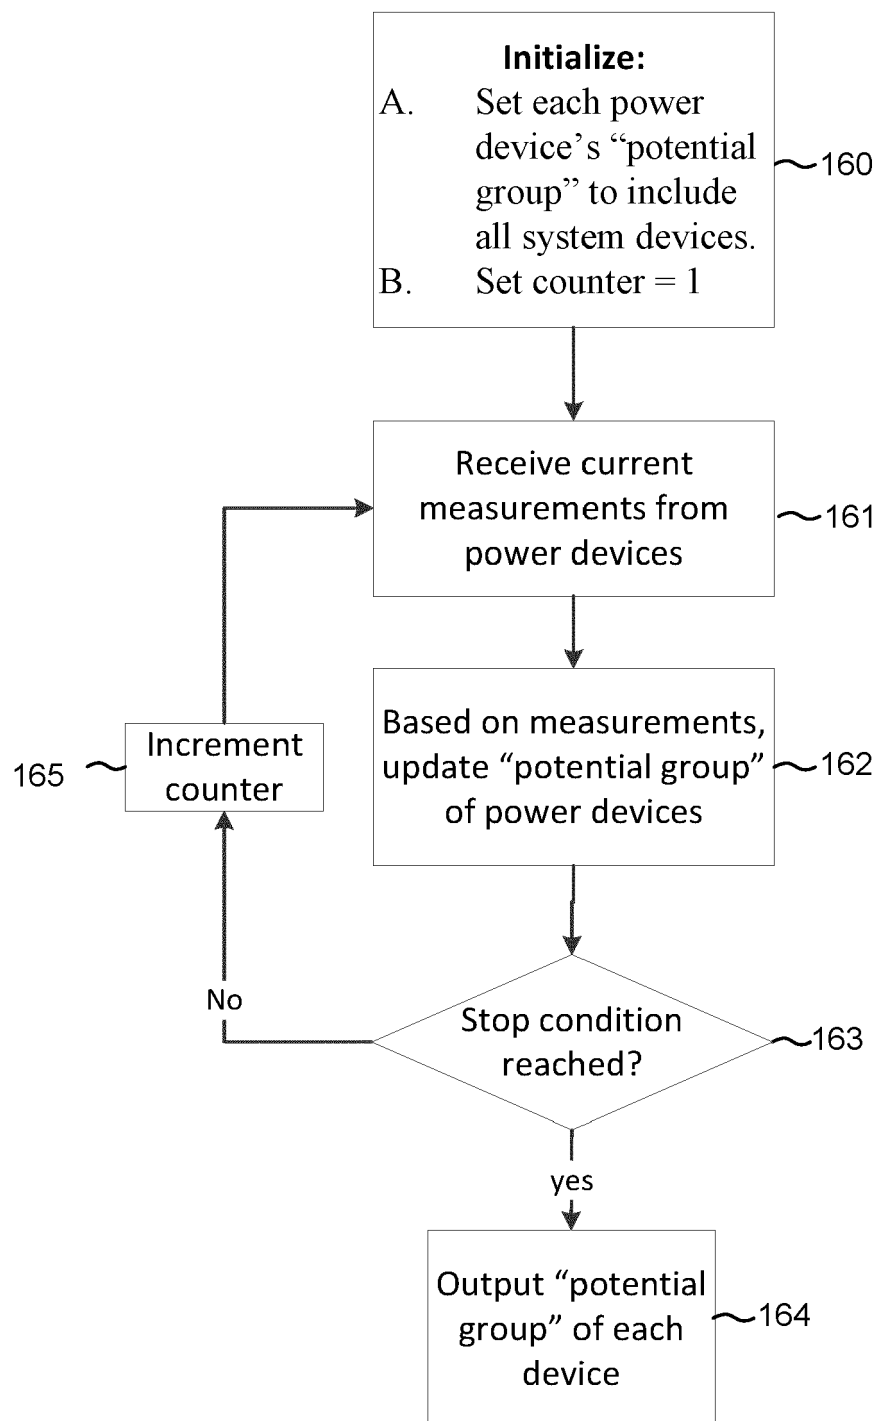 Initialize:
A. Set each power
device’s “potential
group” to include
all system devices.
B. Set counter = 1
160
Receive current
measurements from
power devices
161
Based on measurements,
update “potential group”
of power devices
162
Increment
counter
165
No
Stop condition
reached?
163
yes
Output “potential
group” of each
device
164